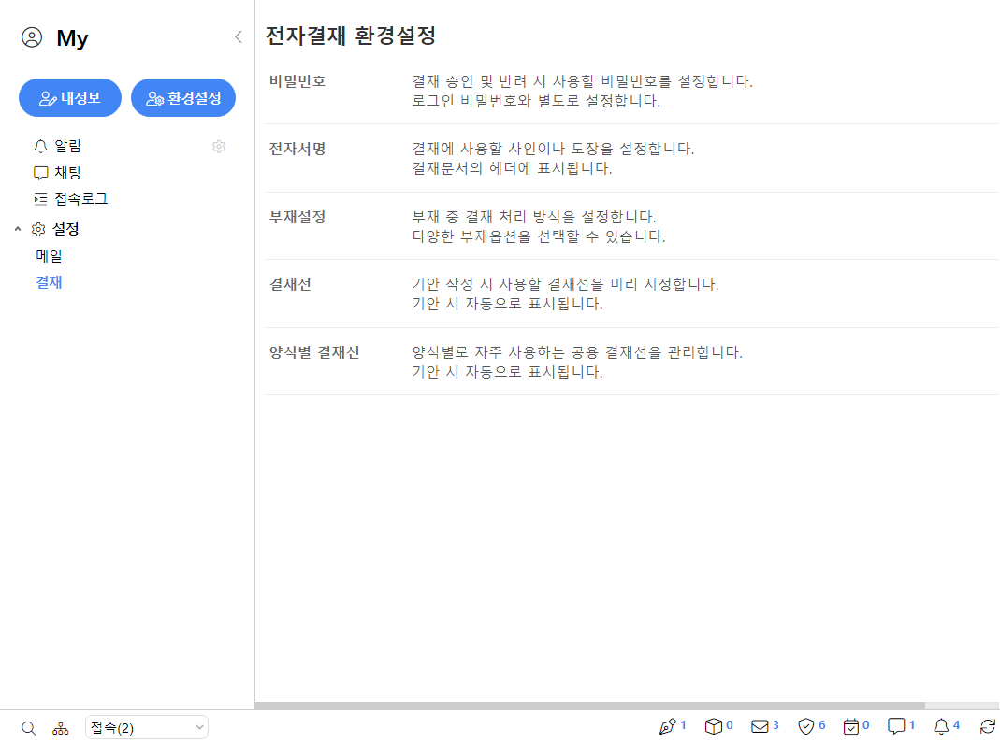 My
내정보
환경설정
알림
채팅
접속로그
설정
메일
결재
전자결재 환경설정
비밀번호
결재 승인 및 반려 시 사용할 비밀번호를 설정합니다.
로그인 비밀번호와 별도로 설정합니다.
전자서명
결재에 사용할 사인이나 도장을 설정합니다.
결재문서의 헤더에 표시됩니다.
부재설정
부재 중 결재 처리 방식을 설정합니다.
다양한 부재옵션을 선택할 수 있습니다.
결재선
기안 작성 시 사용할 결재선을 미리 지정합니다.
기안 시 자동으로 표시됩니다.
양식별 결재선
양식별로 자주 사용하는 공용 결재선을 관리합니다.
기안 시 자동으로 표시됩니다.
접속(2)
1 0 3 6 0 1 4